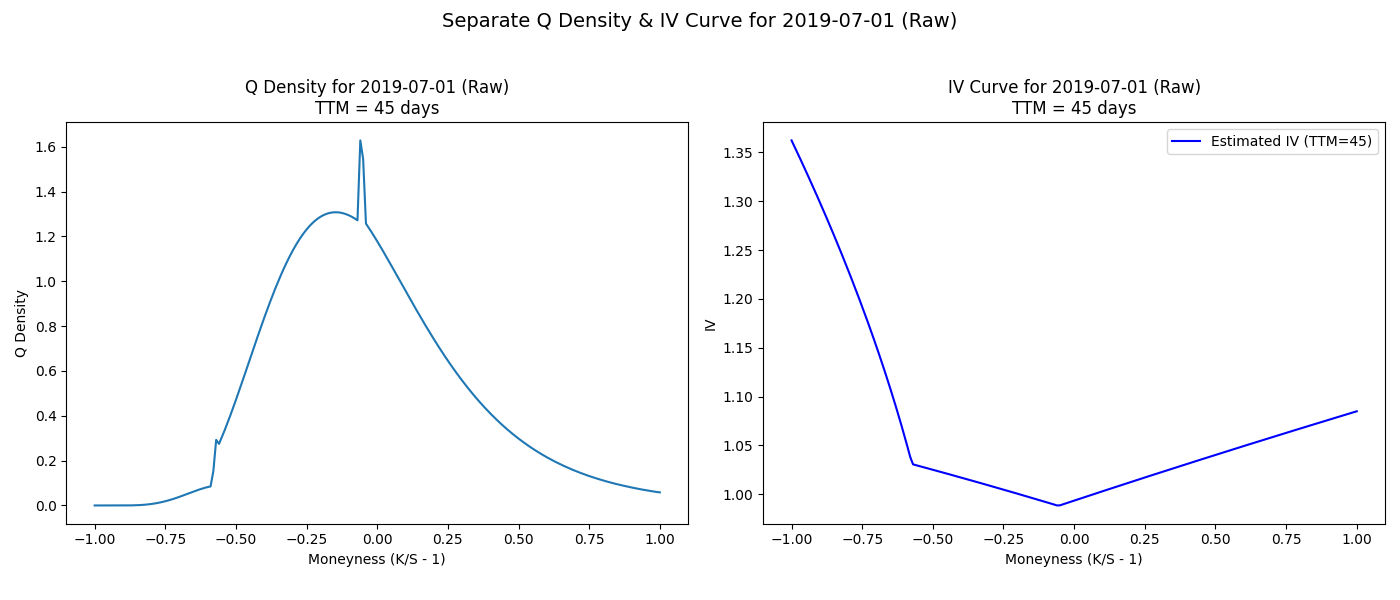 Separate Q Density & IV Curve for 2019-07-01 (Raw)
Q Density for 2019-07-01 (Raw)
TTM = 45 days
1.6
1.4
1.2
1.0
0.8
0.6
0.4
0.2
0.0
Q Density
−1.00 −0.75 −0.50 −0.25 0.00 0.25 0.50 0.75 1.00
Moneyness (K/S - 1)
IV Curve for 2019-07-01 (Raw)
TTM = 45 days
Estimated IV (TTM=45)
1.35
1.30
1.25
1.20
1.15
1.10
1.05
1.00
IV
−1.00 −0.75 −0.50 −0.25 0.00 0.25 0.50 0.75 1.00
Moneyness (K/S - 1)